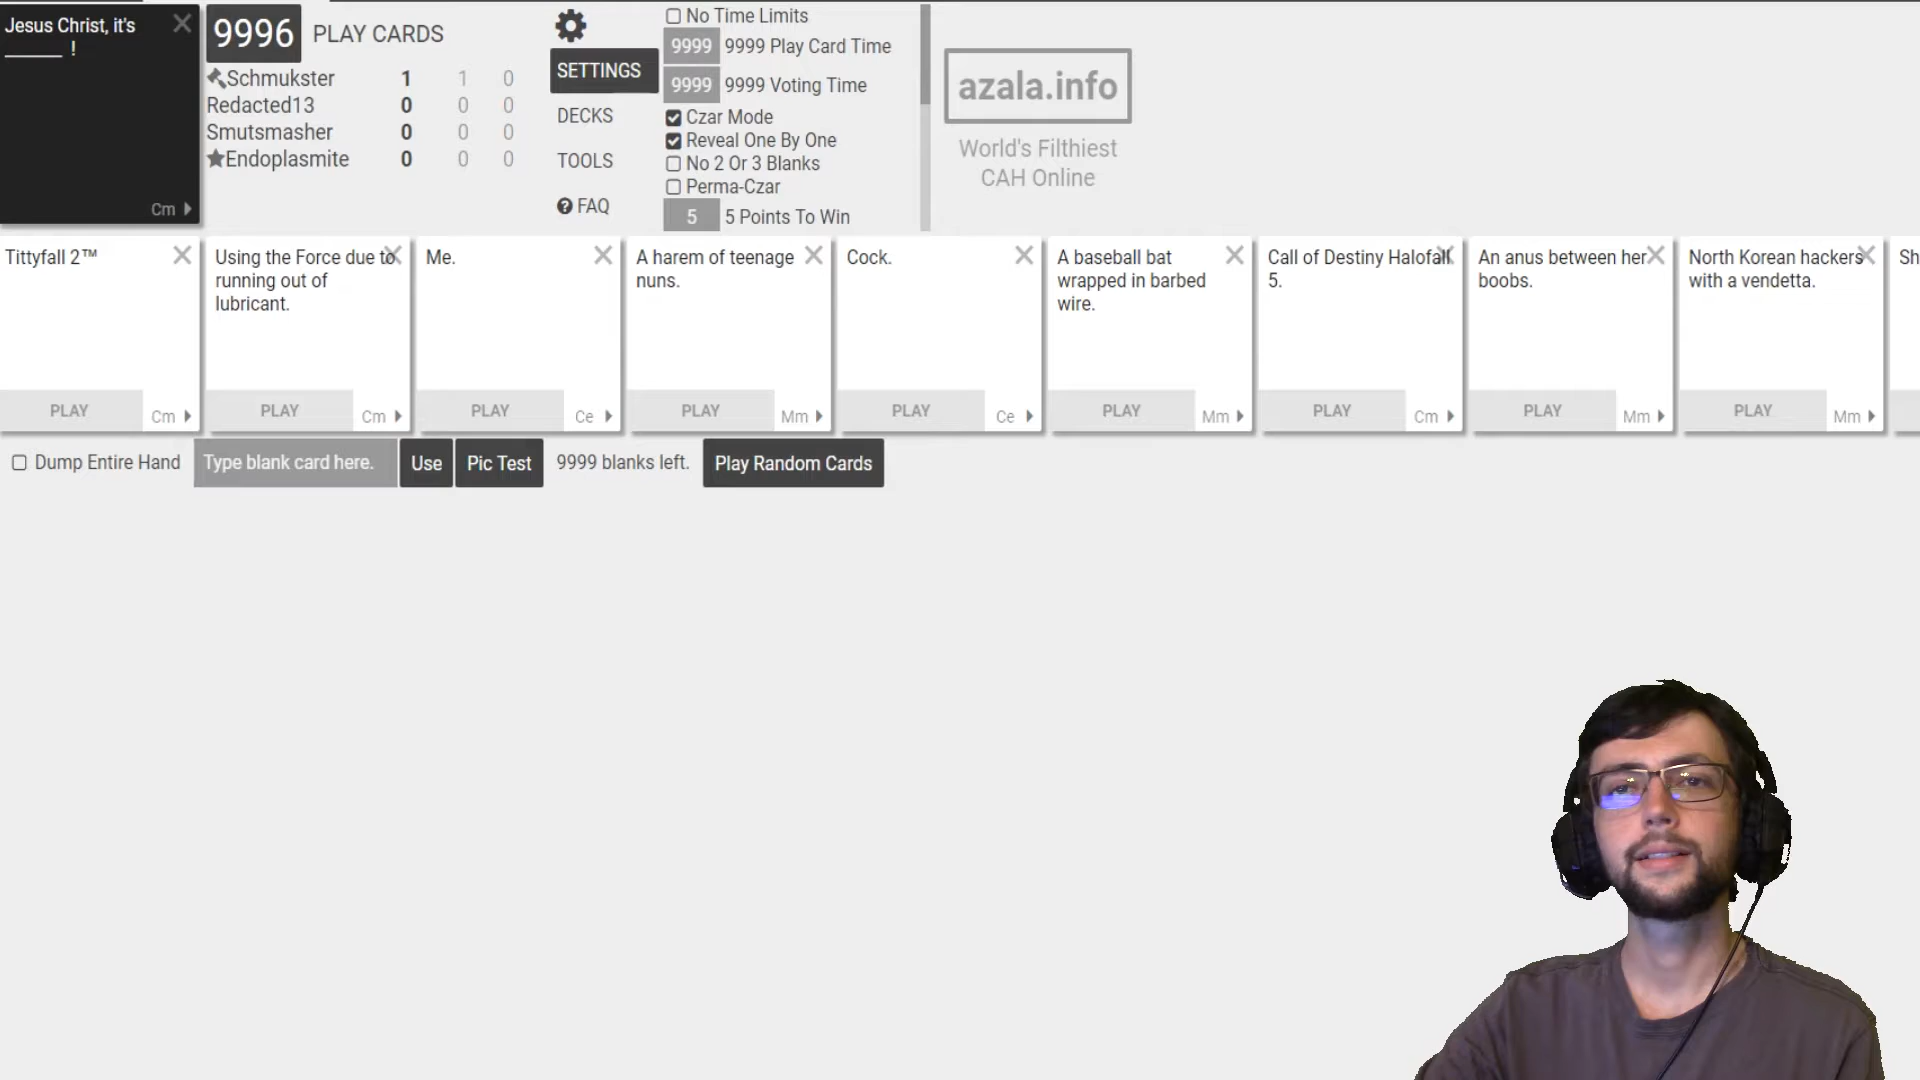 Jesus Christ, it's
______ !
Cm
9996 PLAY CARDS
Schmukster 1 1 0
Redacted13 0 0 0
Smutsmasher 0 0 0
Endoplasmite 0 0 0
SETTINGS
DECKS
TOOLS
FAQ
No Time Limits
9999 9999 Play Card Time
9999 9999 Voting Time
Czar Mode
Reveal One By One
No 2 Or 3 Blanks
Perma-Czar
5 5 Points To Win
azala.info
World's Filthiest
CAH Online
Tittyfall 2™
PLAY Cm
Using the Force due to
running out of
lubricant.
PLAY Cm
Me.
PLAY Ce
A harem of teenage
nuns.
PLAY Mm
Cock.
PLAY Ce
A baseball bat
wrapped in barbed
wire.
PLAY Mm
Call of Destiny Halofall
5.
PLAY Cm
An anus between her
boobs.
PLAY Mm
North Korean hackers
with a vendetta.
PLAY Mm
Sh
Dump Entire Hand
Type blank card here.
Use
Pic Test
9999 blanks left.
Play Random Cards